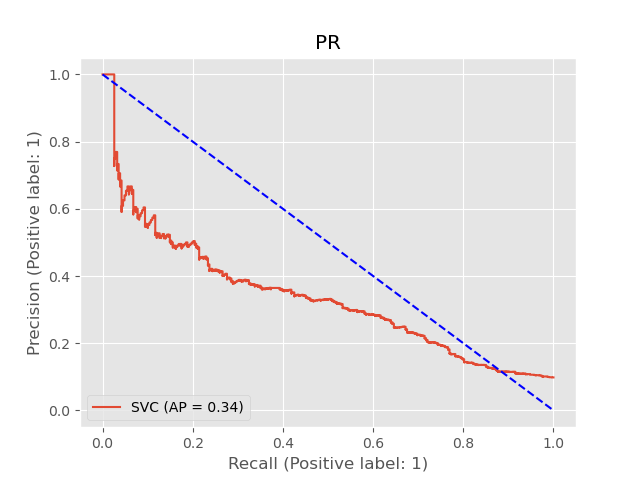 PR
1.0
0.8
0.6
0.4
0.2
0.0
Precision (Positive label: 1)
SVC (AP = 0.34)
0.0 0.2 0.4 0.6 0.8 1.0
Recall (Positive label: 1)